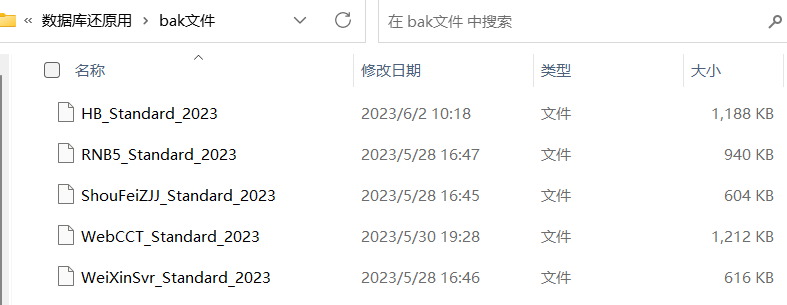 « 数据库还原用 › bak文件
在 bak文件 中搜索
名称 修改日期 类型 大小
HB_Standard_2023 2023/6/2 10:18 文件 1,188 KB
RNB5_Standard_2023 2023/5/28 16:47 文件 940 KB
ShouFeiZJJ_Standard_2023 2023/5/28 16:45 文件 604 KB
WebCCT_Standard_2023 2023/5/30 19:28 文件 1,212 KB
WeiXinSvr_Standard_2023 2023/5/28 16:46 文件 616 KB